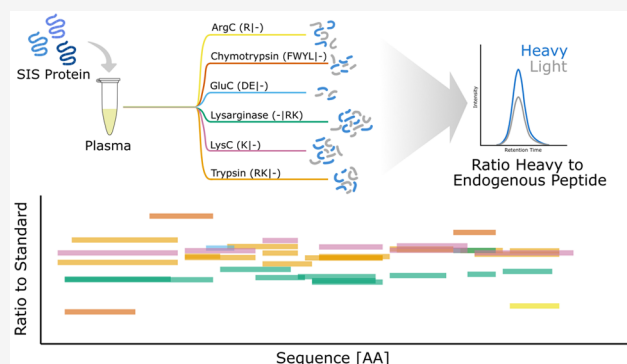 SIS Protein
Plasma
ArgC (R|-)
Chymotrypsin (FWYL|-)
GluC (DE|-)
Lysarginase (-|RK)
LysC (K|-)
Trypsin (RK|-)
Heavy
Light
Intensity
Retention Time
Ratio Heavy to
Endogenous Peptide
Ratio to Standard
Sequence [AA]